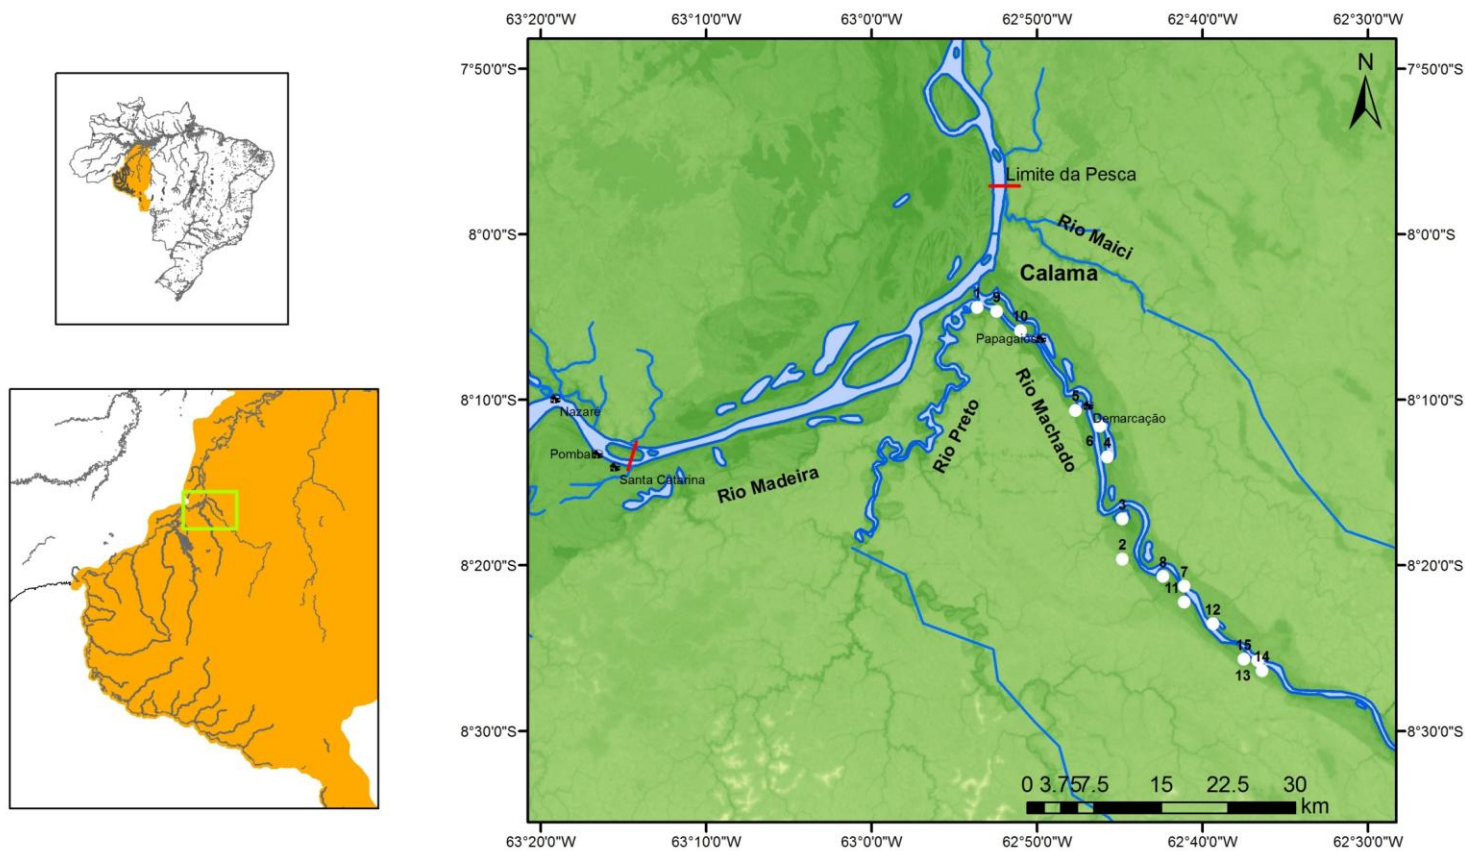 63°20'0"W 63°10'0"W 63°0'0"W 62°50'0"W 62°40'0"W 62°30'0"W
N
7°50'0"S 7°50'0"S
Limite da Pesca
Rio Maici
8°0'0"S 8°0'0"S
Calama
1 9
10
Papagaios
8°10'0"S 8°10'0"S
Nazaré
5
Demarcação
Rio Machado
Rio Preto
6 4
Pombal
Santa Catarina
Rio Madeira
3
2
8°20'0"S 8°20'0"S
8 7
11
12
15
14
13
8°30'0"S 8°30'0"S
0 3.75 7.5 15 22.5 30
km
63°20'0"W 63°10'0"W 63°0'0"W 62°50'0"W 62°40'0"W 62°30'0"W